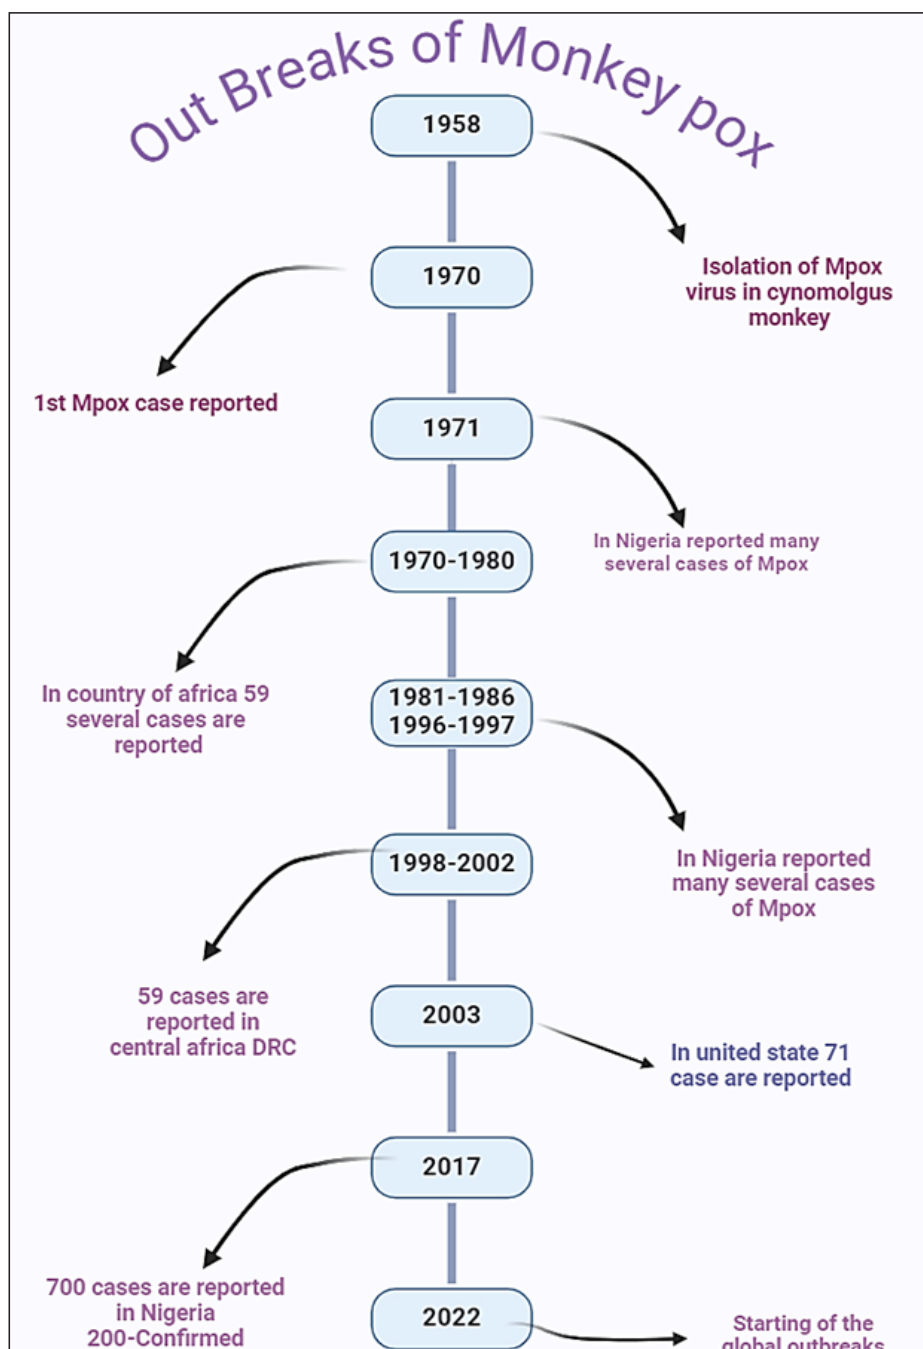 Out Breaks of Monkey pox
1958
Isolation of Mpox
virus in cynomolgus
monkey
1970
1st Mpox case reported
1971
In Nigeria reported many
several cases of Mpox
1970-1980
In country of africa 59
several cases are
reported
1981-1986
1996-1997
In Nigeria reported
many several cases
of Mpox
1998-2002
59 cases are
reported in
central africa DRC
2003
In united state 71
case are reported
2017
700 cases are reported
in Nigeria
200-Confirmed
2022
Starting of the
global outbreaks